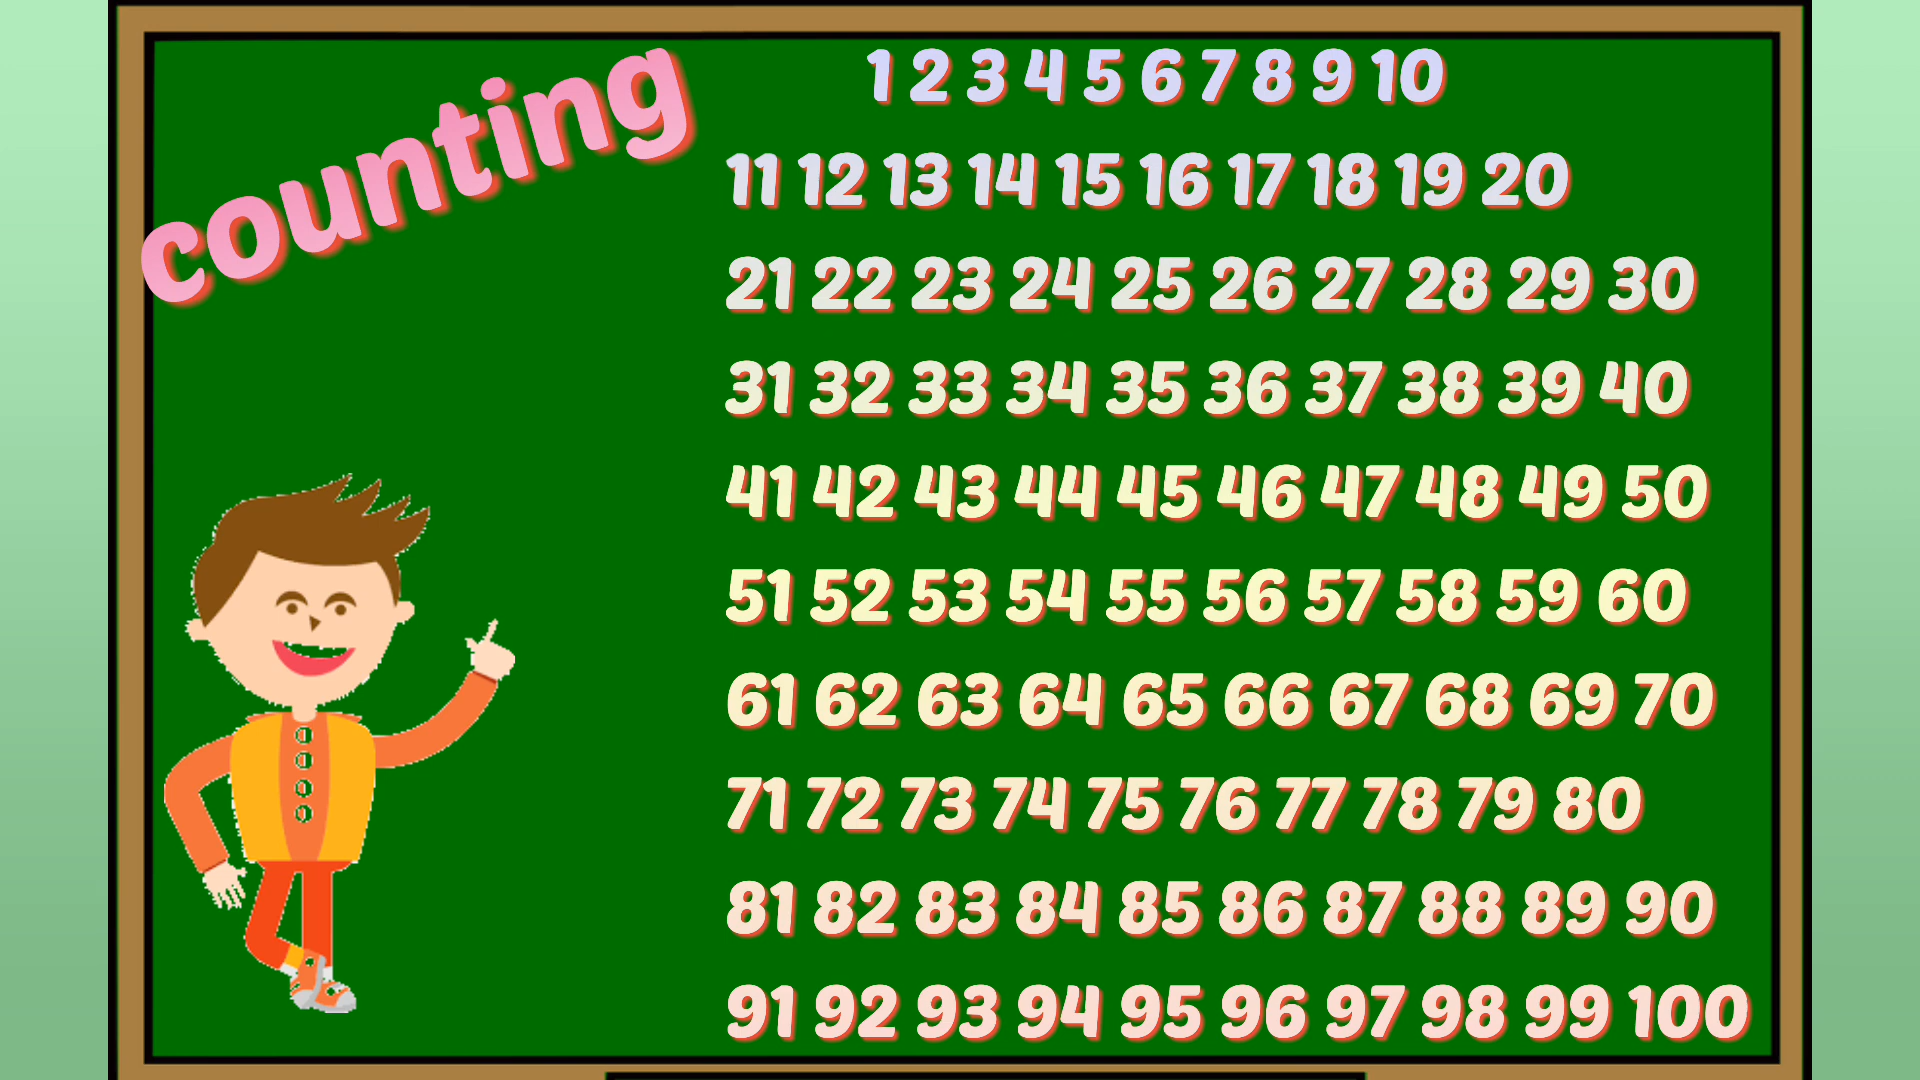 counting
1 2 3 4 5 6 7 8 9 10
11 12 13 14 15 16 17 18 19 20
21 22 23 24 25 26 27 28 29 30
31 32 33 34 35 36 37 38 39 40
41 42 43 44 45 46 47 48 49 50
51 52 53 54 55 56 57 58 59 60
61 62 63 64 65 66 67 68 69 70
71 72 73 74 75 76 77 78 79 80
81 82 83 84 85 86 87 88 89 90
91 92 93 94 95 96 97 98 99 100